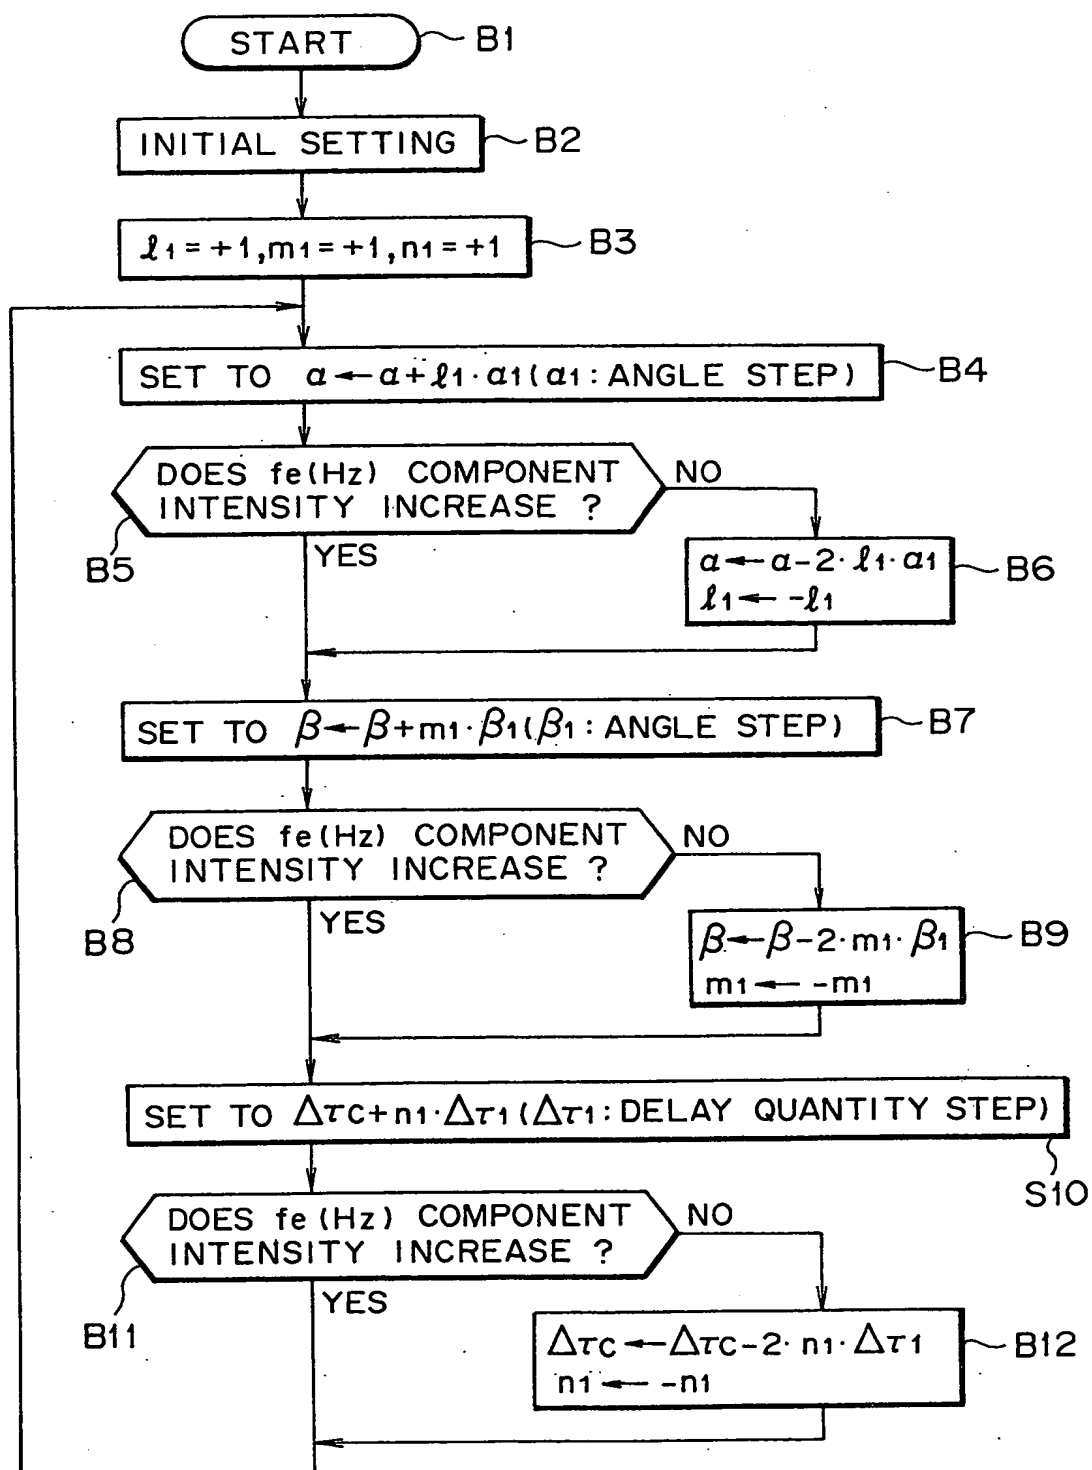 START
B1
INITIAL SETTING
B2
ℓ1=+1,m1=+1,n1=+1
B3
SET TO α←α+ℓ1·α1(α1:ANGLE STEP)
B4
DOES fe(Hz) COMPONENT
INTENSITY INCREASE ?
NO
B5
YES
α←α-2·ℓ1·α1
ℓ1← -ℓ1
B6
SET TO β←β+m1·β1(β1:ANGLE STEP)
B7
DOES fe(Hz) COMPONENT
INTENSITY INCREASE ?
NO
B8
YES
β←β-2·m1·β1
m1← -m1
B9
SET TO Δτc+n1·Δτ1(Δτ1:DELAY QUANTITY STEP)
S10
DOES fe(Hz) COMPONENT
INTENSITY INCREASE ?
NO
B11
YES
Δτc←Δτc-2·n1·Δτ1
n1← -n1
B12